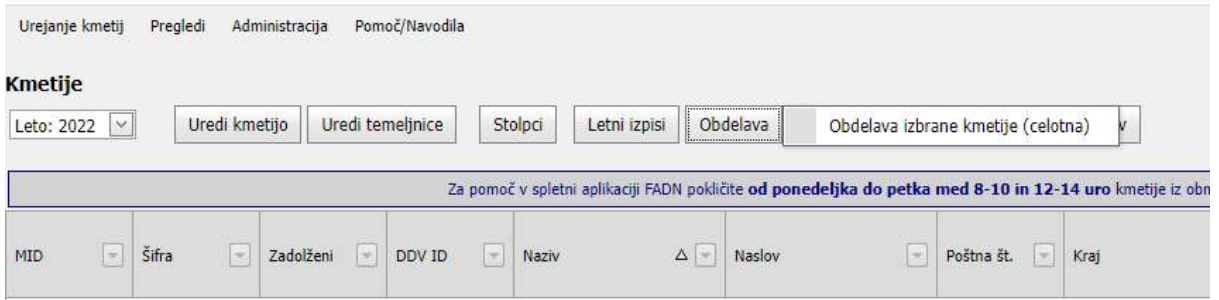 Urejanje kmetij Pregledi Administracija Pomoč/Navodila
Kmetije
Leto: 2022 Uredi kmetijo Uredi temeljnice Stolpci Letni izpisi Obdelava Obdelava izbrane kmetije (celotna)
Za pomoč v spletni aplikaciji FADN pokličite od ponedeljka do petka med 8-10 in 12-14 uro kmetije iz
MID Šifra Zadolženi DDV ID Naziv Naslov Poštna št. Kraj